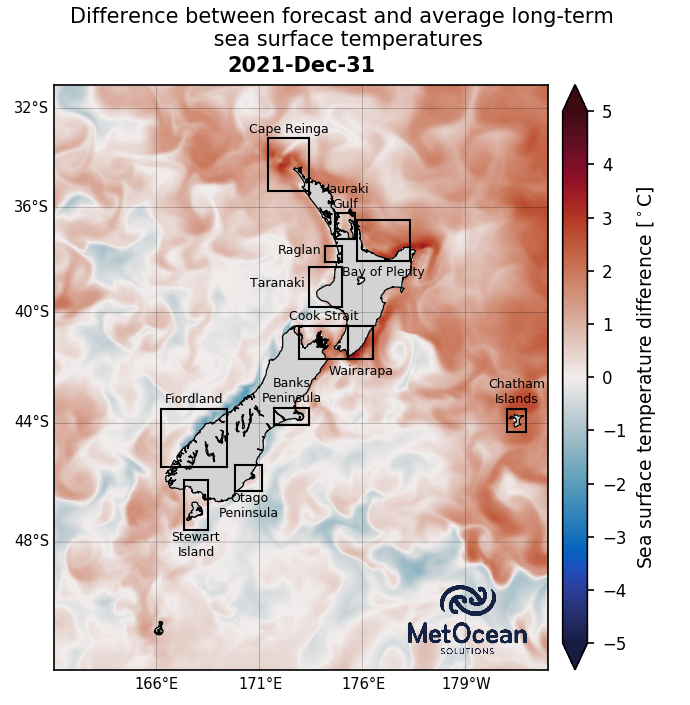 Difference between forecast and average long-term
sea surface temperatures
2021-Dec-31
32°S
36°S
40°S
44°S
48°S
166°E
171°E
176°E
179°W
Cape Reinga
Hauraki
Gulf
Raglan
Bay of Plenty
Taranaki
Cook Strait
Wairarapa
Banks
Peninsula
Fiordland
Chatham
Islands
Otago
Peninsula
Stewart
Island
MetOcean
SOLUTIONS
5
4
3
2
1
0
−1
−2
−3
−4
−5
Sea surface temperature difference [°C]